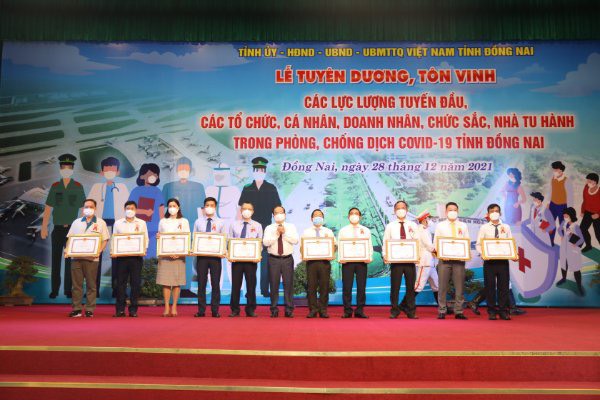 TỈNH ỦY - HĐND - UBND - UBMTTQ VIỆT NAM TỈNH ĐỒNG NAI
LỄ TUYÊN DƯƠNG, TÔN VINH
CÁC LỰC LƯỢNG TUYẾN ĐẦU,
CÁC TỔ CHỨC, CÁ NHÂN, DOANH NHÂN, CHỨC SẮC, NHÀ TU HÀNH
TRONG PHÒNG, CHỐNG DỊCH COVID-19 TỈNH ĐỒNG NAI
Đồng Nai, ngày 28 tháng 12 năm 2021